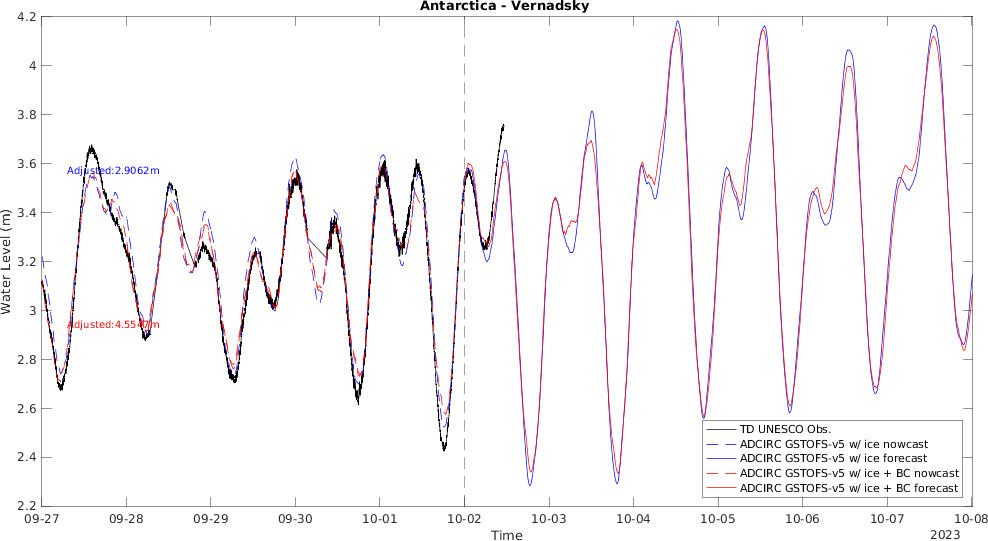 Antarctica - Vernadsky
4.2
4
3.8
3.6
3.4
3.2
3
2.8
2.6
2.4
2.2
Water Level (m)
Adjusted:2.9062m
Adjusted:4.5547m
TD UNESCO Obs.
ADCIRC GSTOFS-v5 w/ ice nowcast
ADCIRC GSTOFS-v5 w/ ice forecast
ADCIRC GSTOFS-v5 w/ ice + BC nowcast
ADCIRC GSTOFS-v5 w/ ice + BC forecast
09-27 09-28 09-29 09-30 10-01 10-02 10-03 10-04 10-05 10-06 10-07 10-08
Time
2023